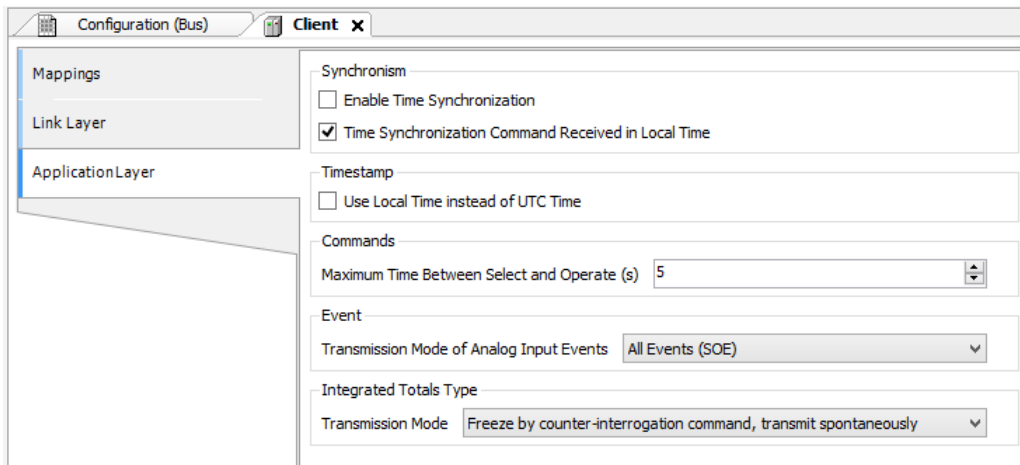 Configuration (Bus) Client x
Mappings
Link Layer
ApplicationLayer
Synchronism
Enable Time Synchronization
Time Synchronization Command Received in Local Time
Timestamp
Use Local Time instead of UTC Time
Commands
Maximum Time Between Select and Operate (s) 5
Event
Transmission Mode of Analog Input Events All Events (SOE)
Integrated Totals Type
Transmission Mode Freeze by counter-interrogation command, transmit spontaneously